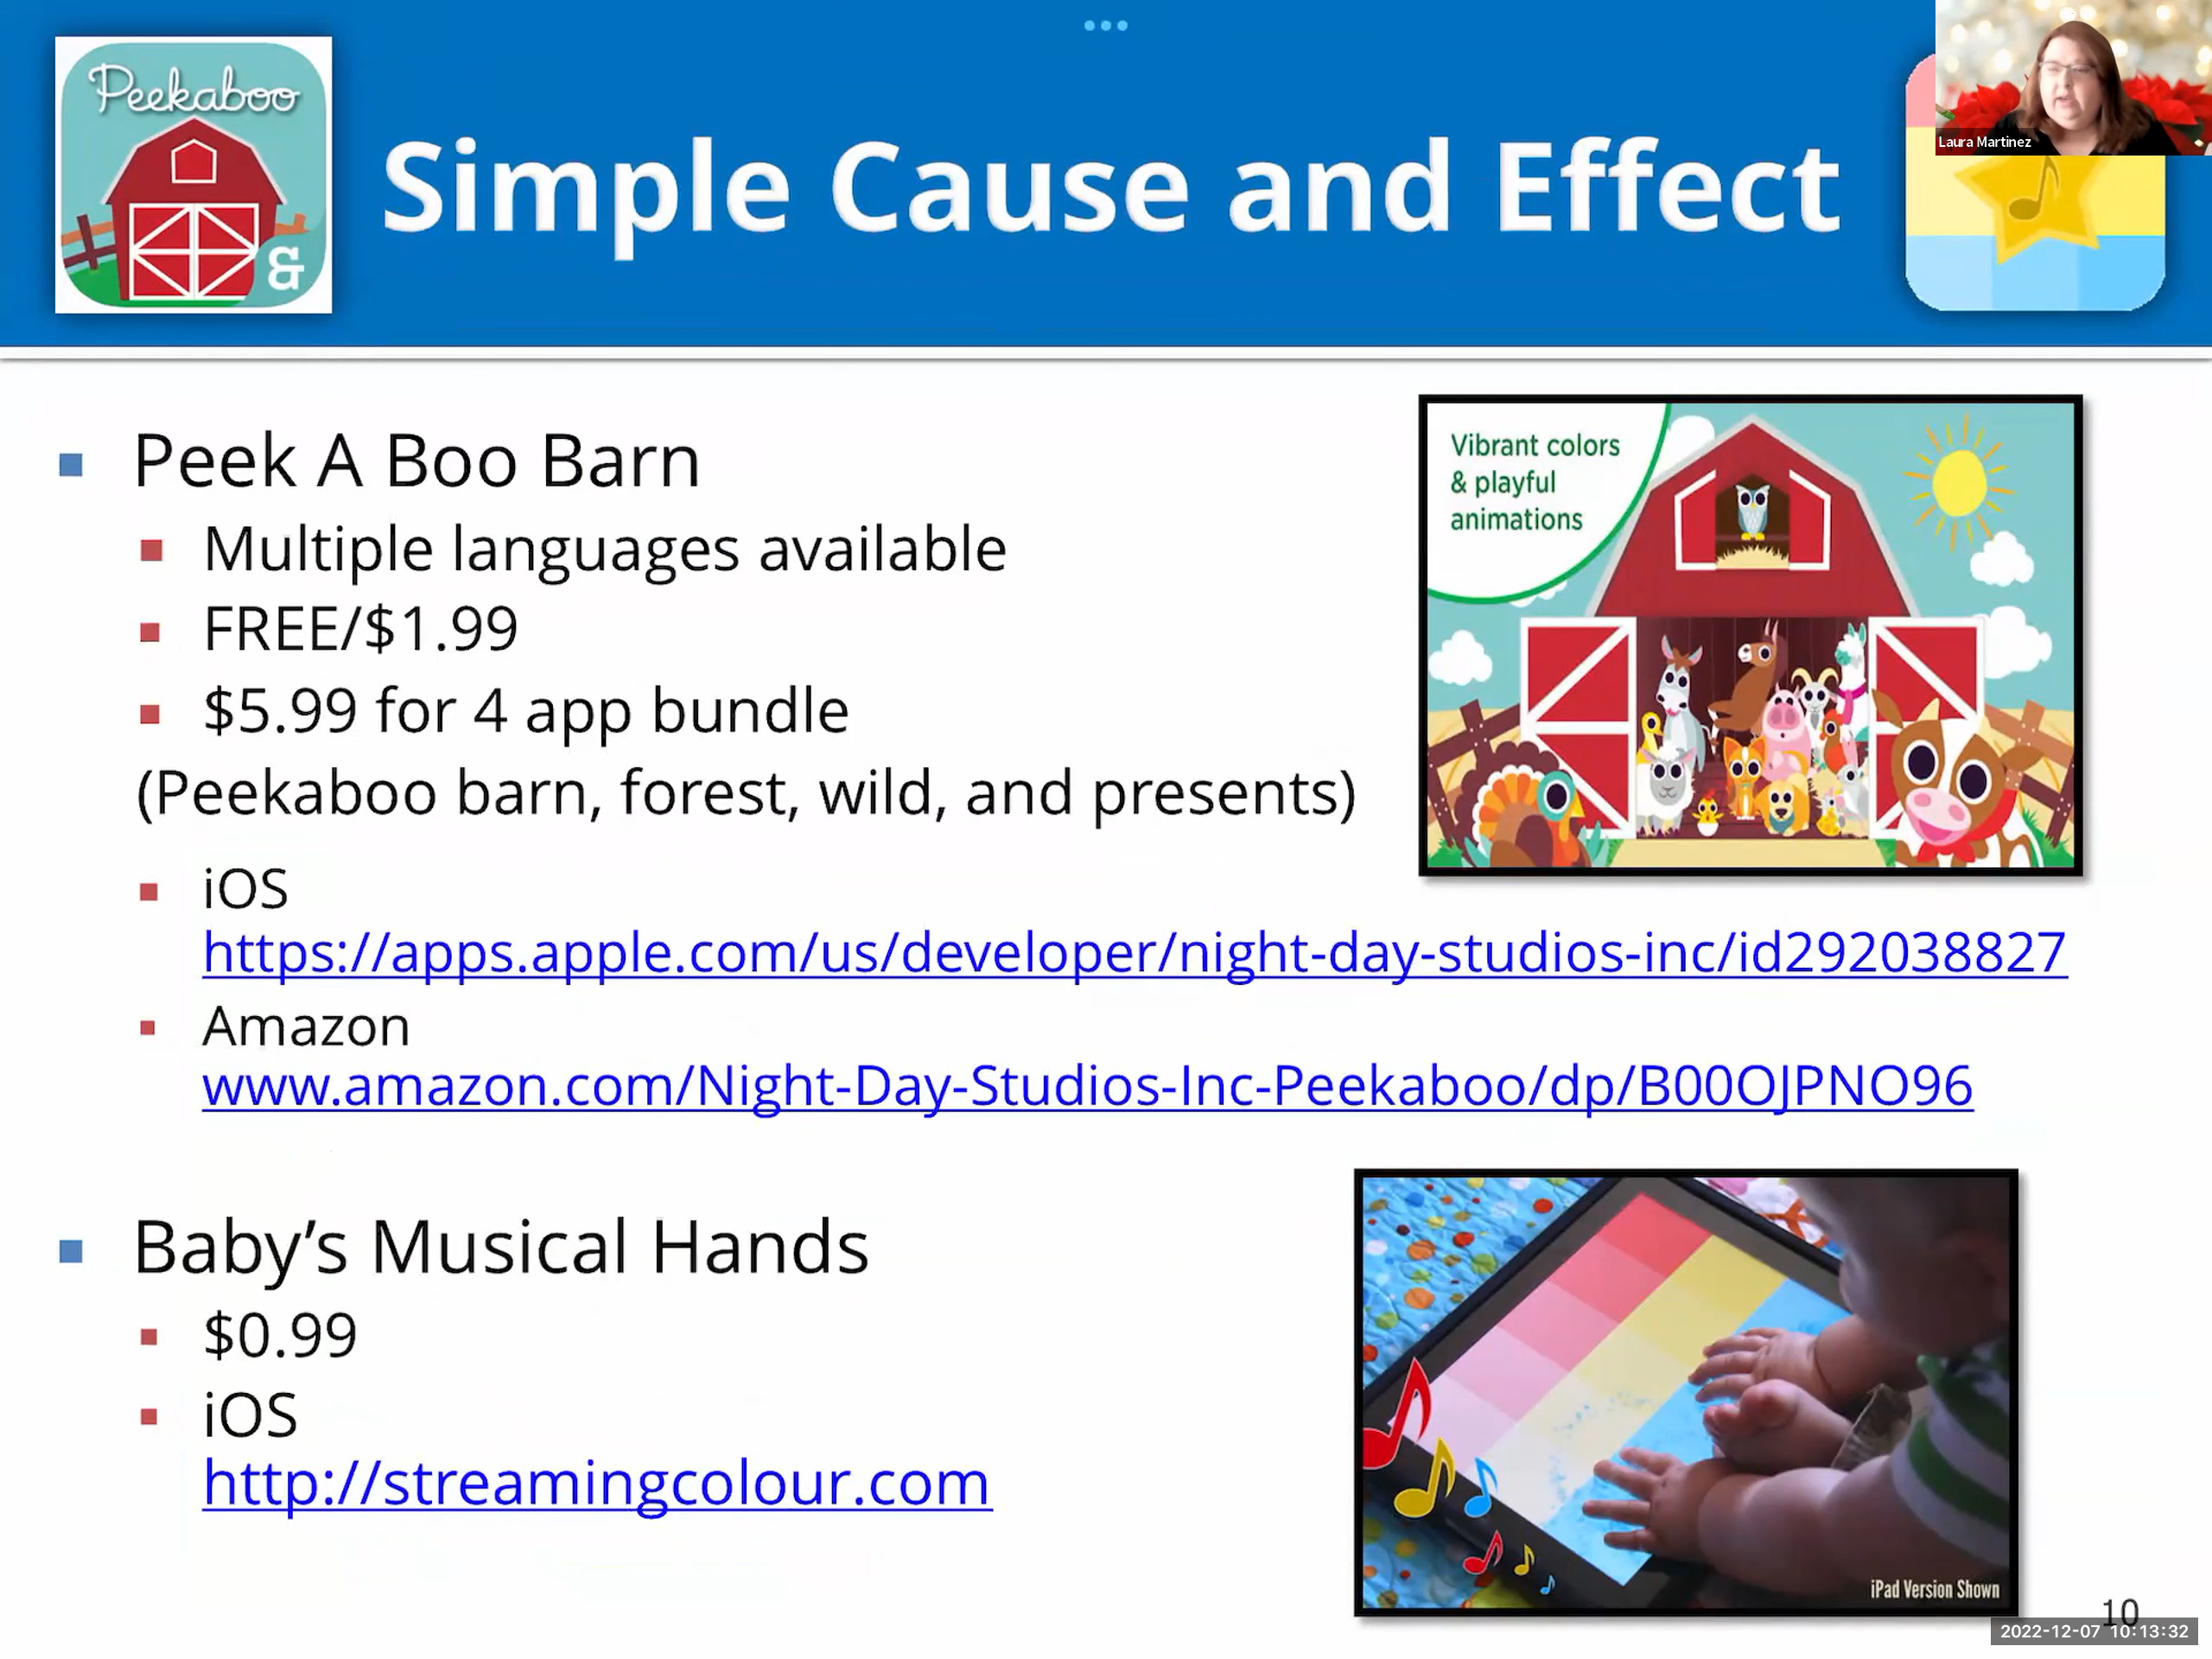 Peekaboo
&
Simple Cause and Effect
Laura Martinez
Peek A Boo Barn
Multiple languages available
FREE/$1.99
$5.99 for 4 app bundle
(Peekaboo barn, forest, wild, and presents)
iOS
https://apps.apple.com/us/developer/night-day-studios-inc/id292038827
Amazon
www.amazon.com/Night-Day-Studios-Inc-Peekaboo/dp/B00OJPNO96
Vibrant colors
& playful
animations
Baby’s Musical Hands
$0.99
iOS
http://streamingcolour.com
iPad Version Shown
10
2022-12-07 10:13:32